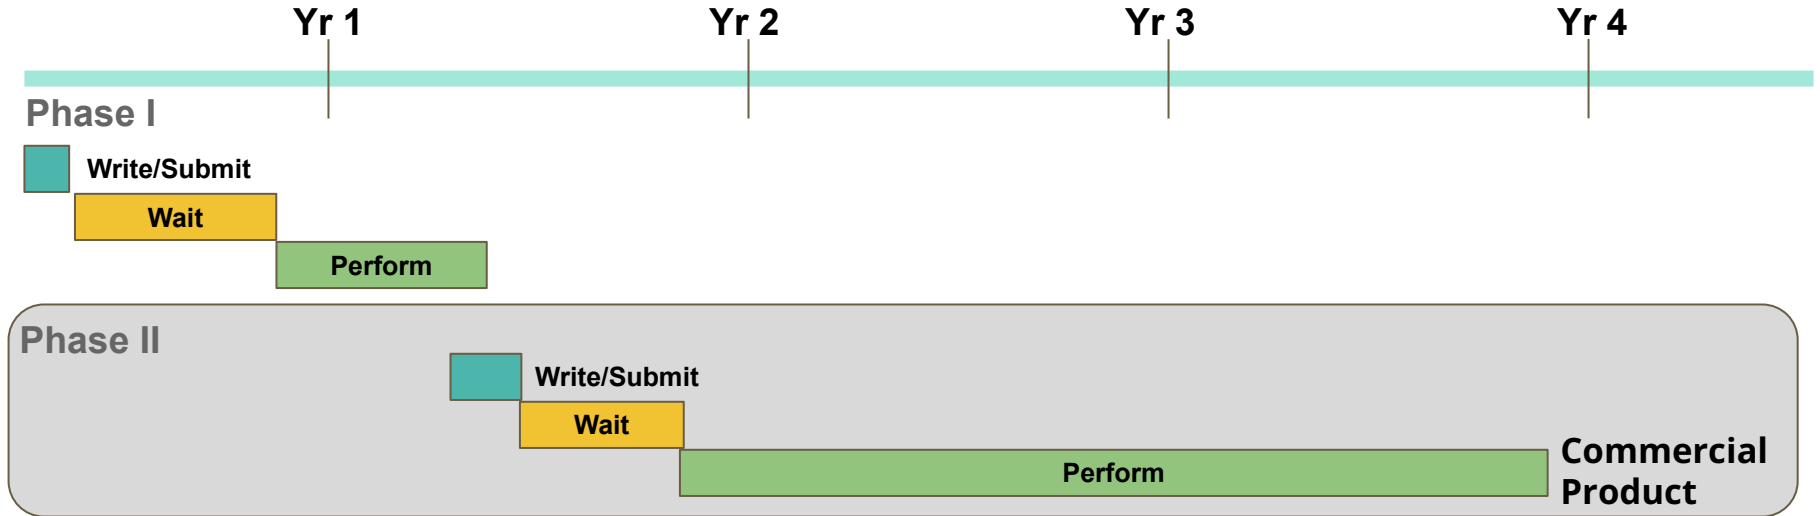 Yr 1
Yr 2
Yr 3
Yr 4
Phase I
Write/Submit
Wait
Perform
Phase II
Write/Submit
Wait
Perform
Commercial
Product